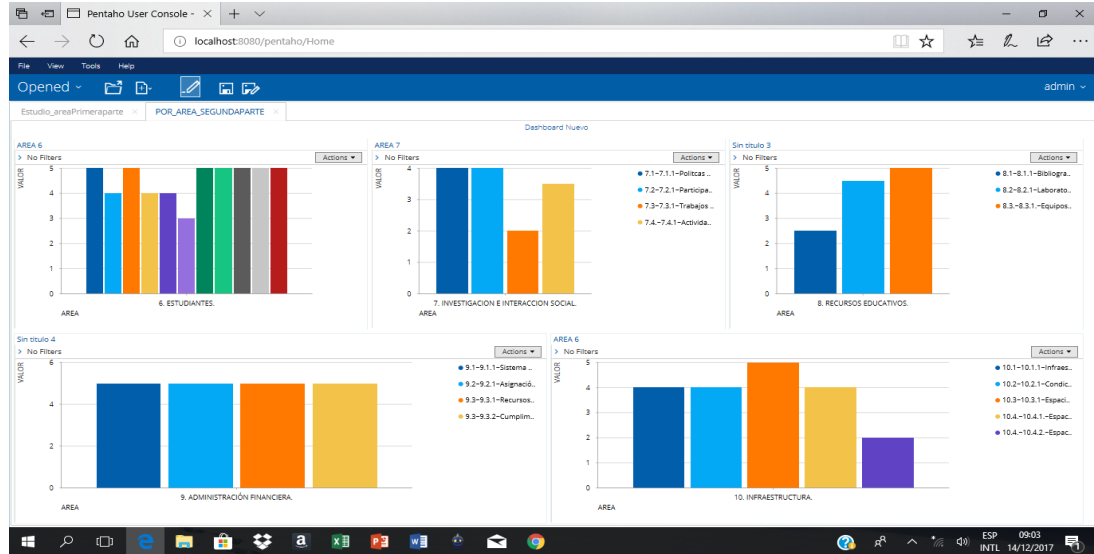 Pentaho User Console -
localhost:8080/pentaho/Home
File View Tools Help
Opened
admin
Estudio_areaPrimeraparte
POR_AREA_SEGUNDAPARTE
Dashboard Nuevo
AREA 6
No Filters
Actions
VALOR
5
4
3
2
1
0
6. ESTUDIANTES.
AREA
AREA 7
No Filters
Actions
VALOR
4
3
2
1
0
7. INVESTIGACION E INTERACCION SOCIAL.
AREA
7.1~7.1.1~Politcas ..
7.2~7.2.1~Participa..
7.3~7.3.1~Trabajos ..
7.4.~7.4.1~Activida..
Sin titulo 3
No Filters
Actions
VALOR
5
4
3
2
1
0
8. RECURSOS EDUCATIVOS.
AREA
8.1~8.1.1~Bibliogra..
8.2~8.2.1~Laborato..
8.3.~8.3.1.~Equipos..
Sin titulo 4
No Filters
Actions
VALOR
6
4
2
0
9. ADMINISTRACIÓN FINANCIERA.
AREA
9.1~9.1.1~Sistema ..
9.2~9.2.1~Asignació..
9.3~9.3.1~Recursos..
9.3~9.3.2~Cumplim..
AREA 6
No Filters
Actions
VALOR
5
4
3
2
1
0
10. INFRAESTRUCTURA.
AREA
10.1~10.1.1~Infraes..
10.2~10.2.1~Condic..
10.3~10.3.1~Espaci..
10.4.~10.4.1.~Espac..
10.4.~10.4.2.~Espac..
ESP
INTL
09:03
14/12/2017